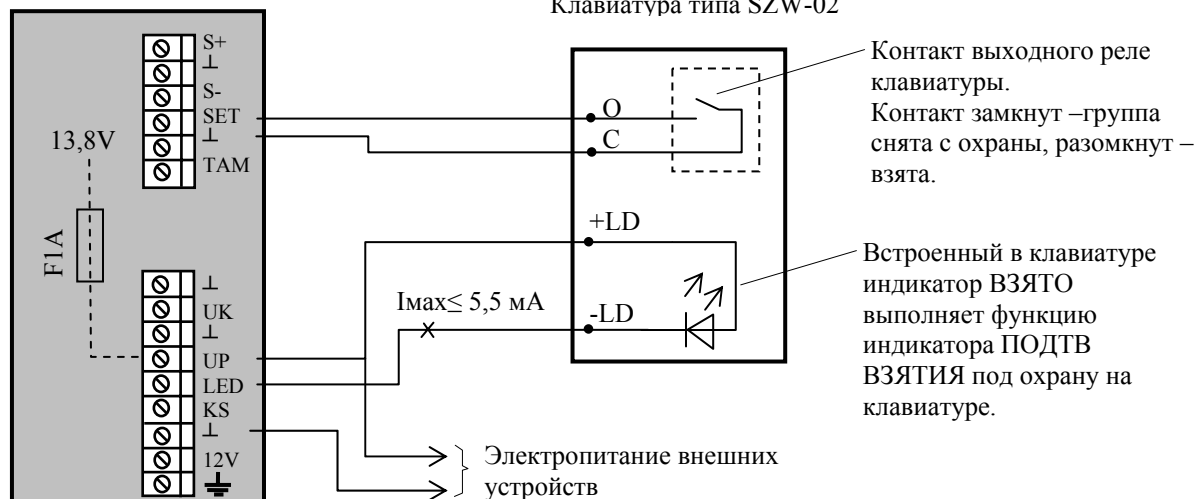 Клавиатура типа SZW-02
S+
⊥
S-
SET
⊥
TAM
13,8V
F1A
⊥
UK
⊥
UP
LED
KS
⊥
12V
O
C
+LD
-LD
Iмах≤ 5,5 мА
Контакт выходного реле
клавиатуры.
Контакт замкнут –группа
снята с охраны, разомкнут –
взята.
Встроенный в клавиатуре
индикатор ВЗЯТО
выполняет функцию
индикатора ПОДТВ
ВЗЯТИЯ под охрану на
клавиатуре.
Электропитание внешних
устройств